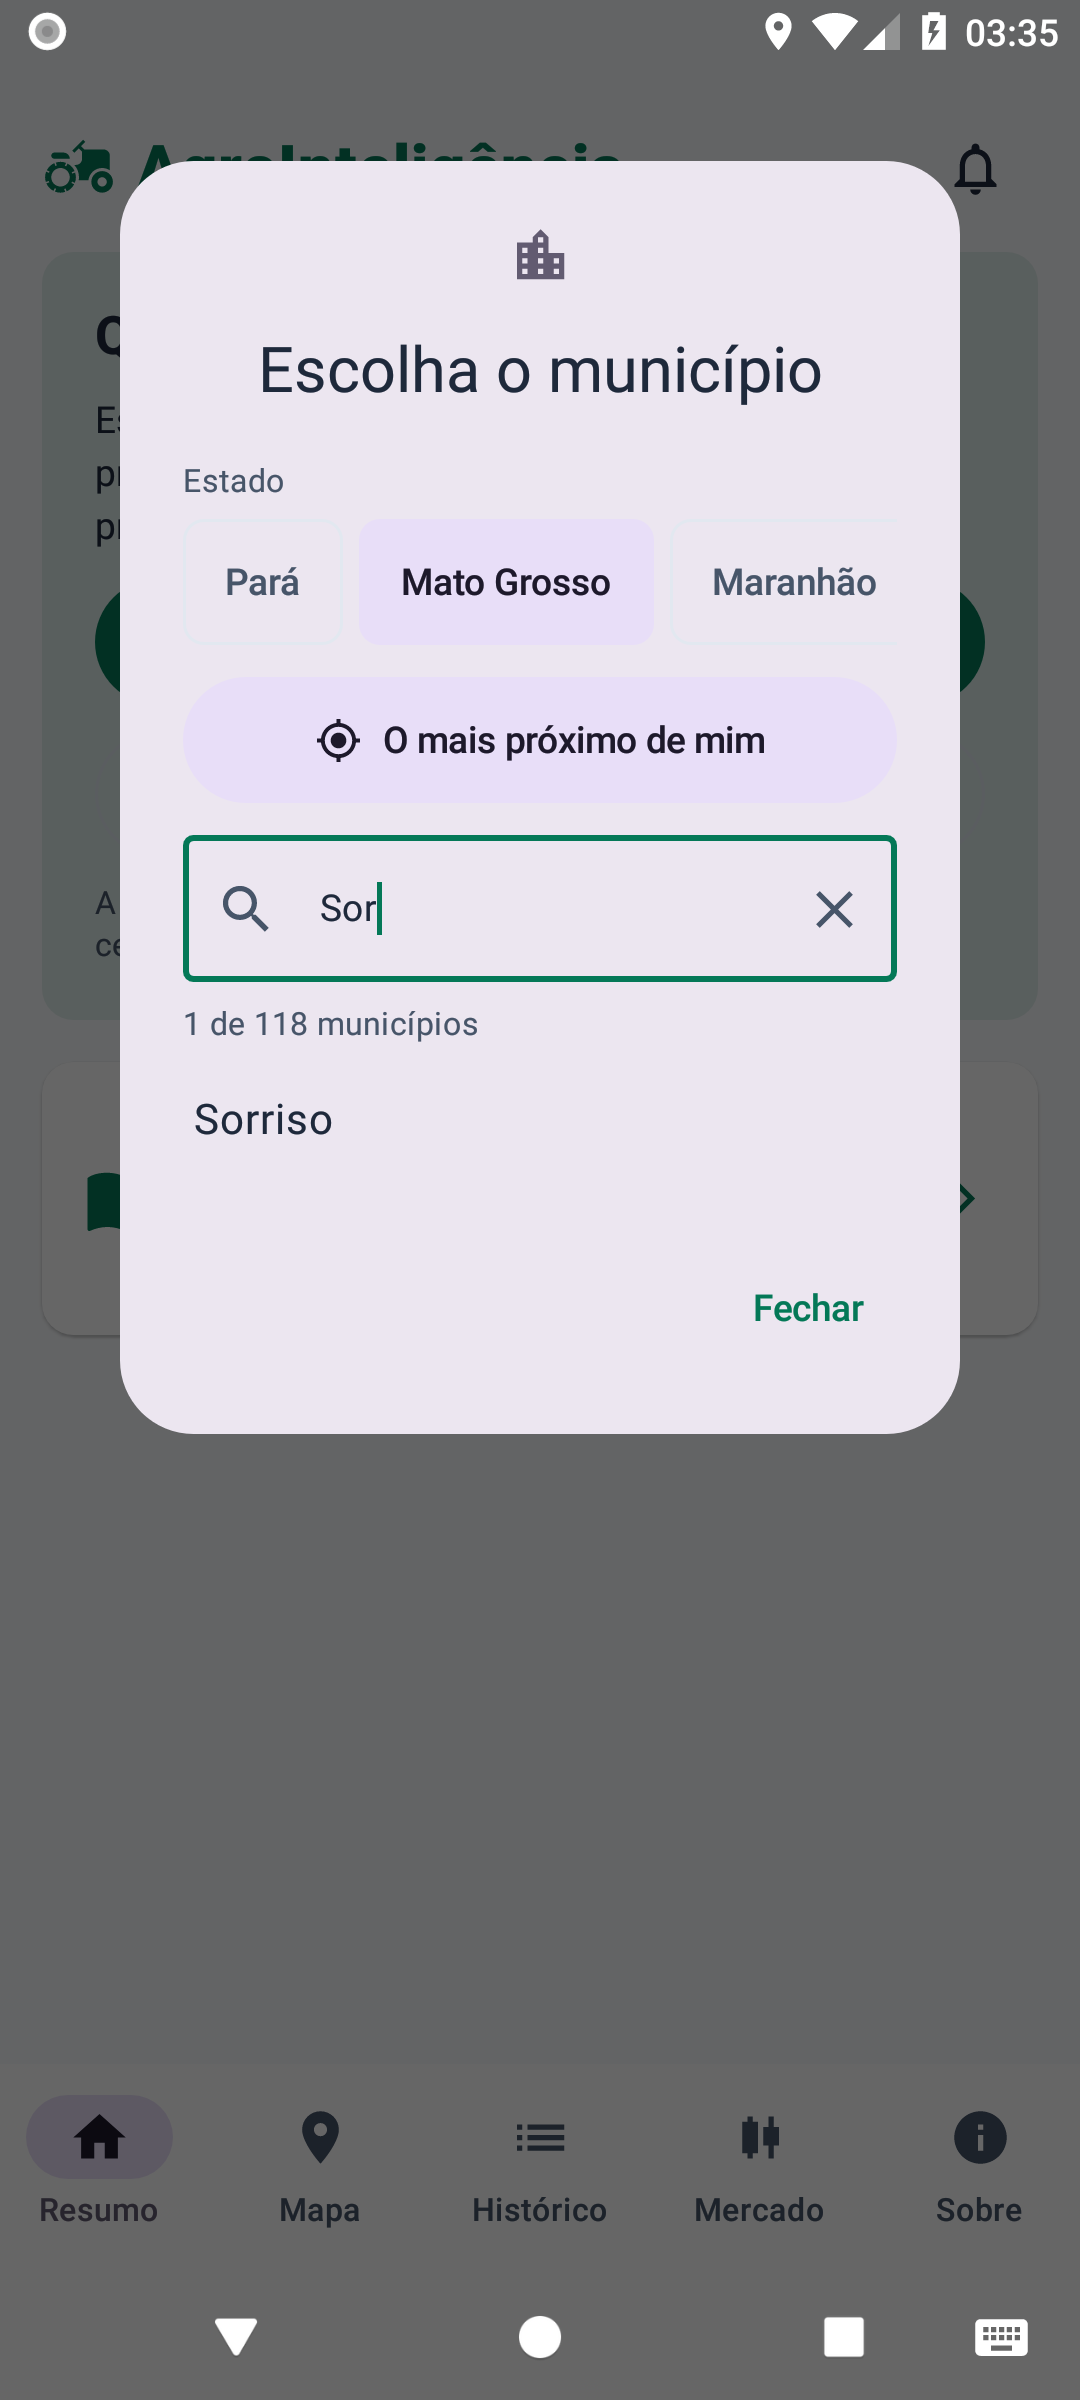 03:35
AgroInteligência
Escolha o município
Estado
Pará
Mato Grosso
Maranhão
O mais próximo de mim
Sor
1 de 118 municípios
Sorriso
Fechar
Resumo
Mapa
Histórico
Mercado
Sobre